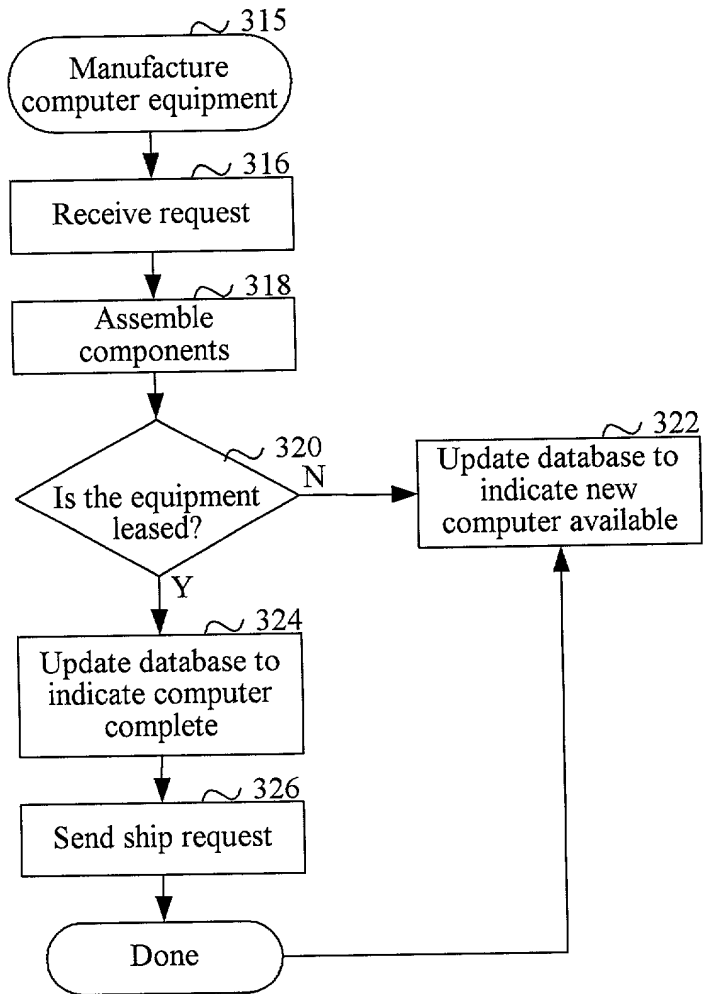 315
Manufacture
computer equipment
316
Receive request
318
Assemble
components
320
Is the equipment
leased?
N
322
Update database to
indicate new
computer available
Y
324
Update database to
indicate computer
complete
326
Send ship request
Done